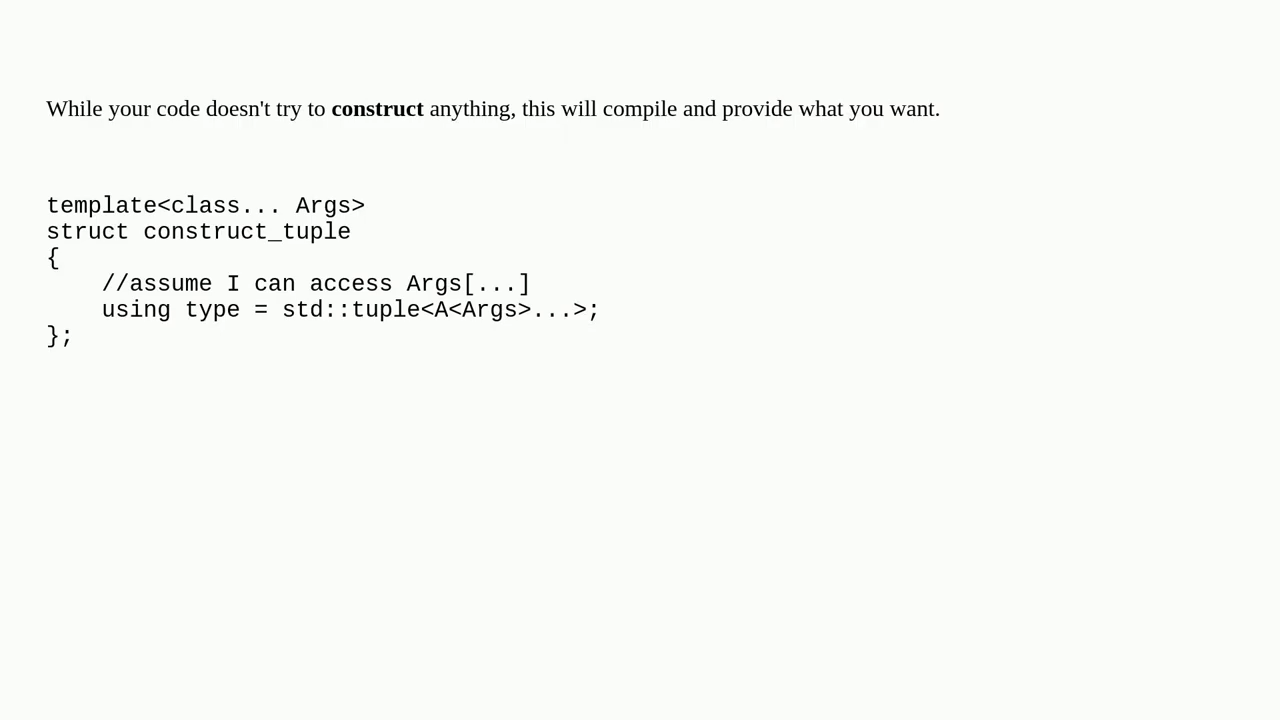 While your code doesn't try to construct anything, this will compile and provide what you want.
template<class... Args>
struct construct_tuple
{
    //assume I can access Args[...]
    using type = std::tuple<A<Args>...>;
};